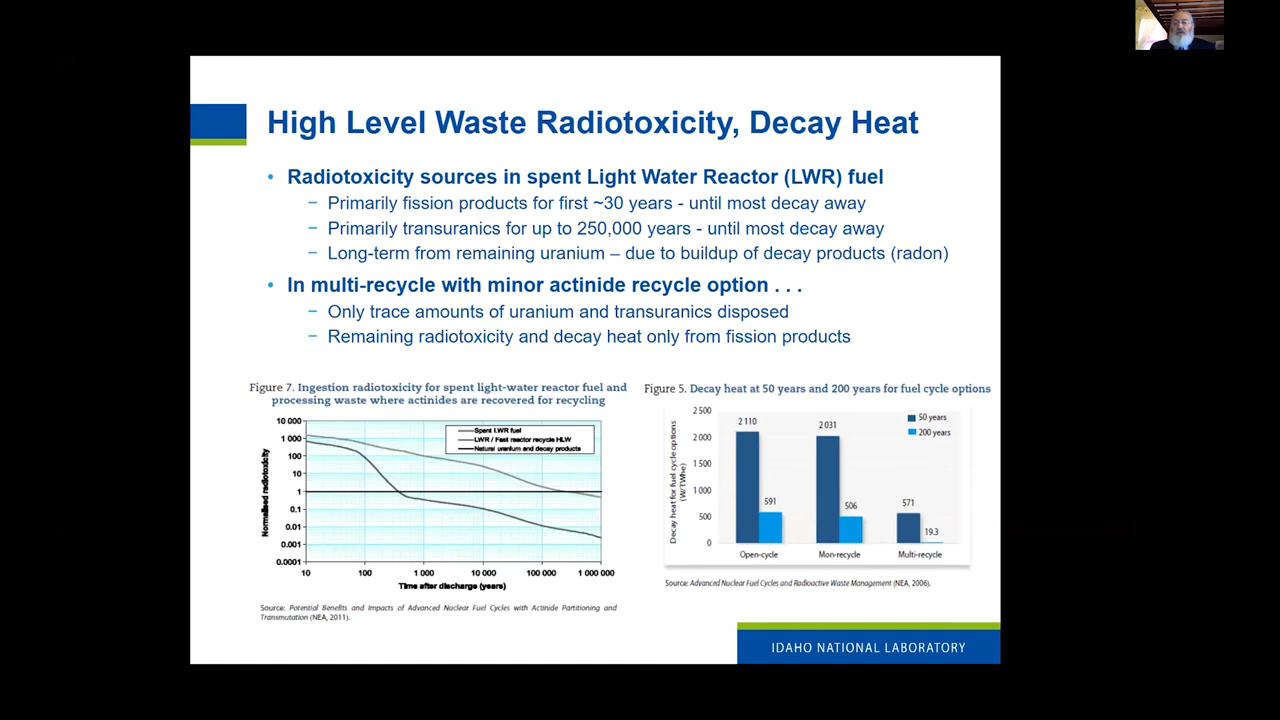 High Level Waste Radiotoxicity, Decay Heat
• Radiotoxicity sources in spent Light Water Reactor (LWR) fuel
− Primarily fission products for first ~30 years - until most decay away
− Primarily transuranics for up to 250,000 years - until most decay away
− Long-term from remaining uranium – due to buildup of decay products (radon)
• In multi-recycle with minor actinide recycle option . . .
− Only trace amounts of uranium and transuranics disposed
− Remaining radiotoxicity and decay heat only from fission products
Figure 7. Ingestion radiotoxicity for spent light-water reactor fuel and
processing waste where actinides are recovered for recycling
Normalised radiotoxicity
10 000
1 000
100
10
1
0.1
0.01
0.001
0.0001
Spent LWR fuel
LWR / Fast reactor recycle HLW
Natural uranium and decay products
10 100 1 000 10 000 100 000 1 000 000
Time after discharge (years)
Source: Potential Benefits and Impacts of Advanced Nuclear Fuel Cycles with Actinide Partitioning and
Transmutation (NEA, 2011).
Figure 5. Decay heat at 50 years and 200 years for fuel cycle options
Decay heat for fuel cycle options
(W/TWhe)
2 500
2 000
1 500
1 000
500
0
50 years
200 years
2 110
591
2 031
506
571
19.3
Open-cycle Mon-recycle Multi-recycle
Source: Advanced Nuclear Fuel Cycles and Radioactive Waste Management (NEA, 2006).
IDAHO NATIONAL LABORATORY